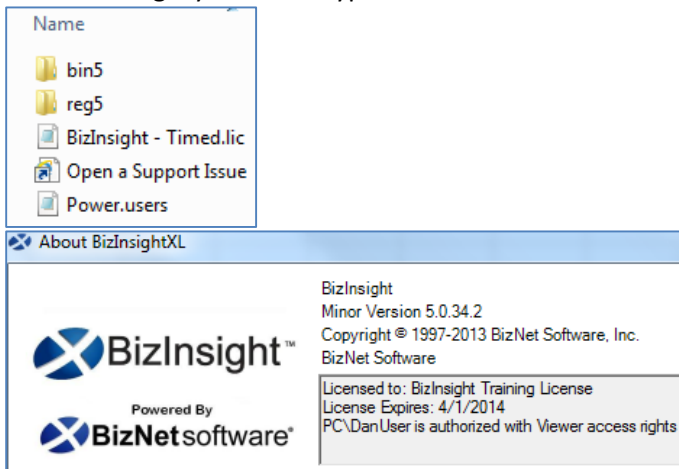 Name
bin5
reg5
BizInsight - Timed.lic
Open a Support Issue
Power.users
About BizInsightXL
BizInsight
Minor Version 5.0.34.2
Copyright © 1997-2013 BizNet Software, Inc.
BizNet Software
BizInsight™
Licensed to: BizInsight Training License
License Expires: 4/1/2014
PC\DanUser is authorized with Viewer access rights
Powered By
BizNetsoftware®